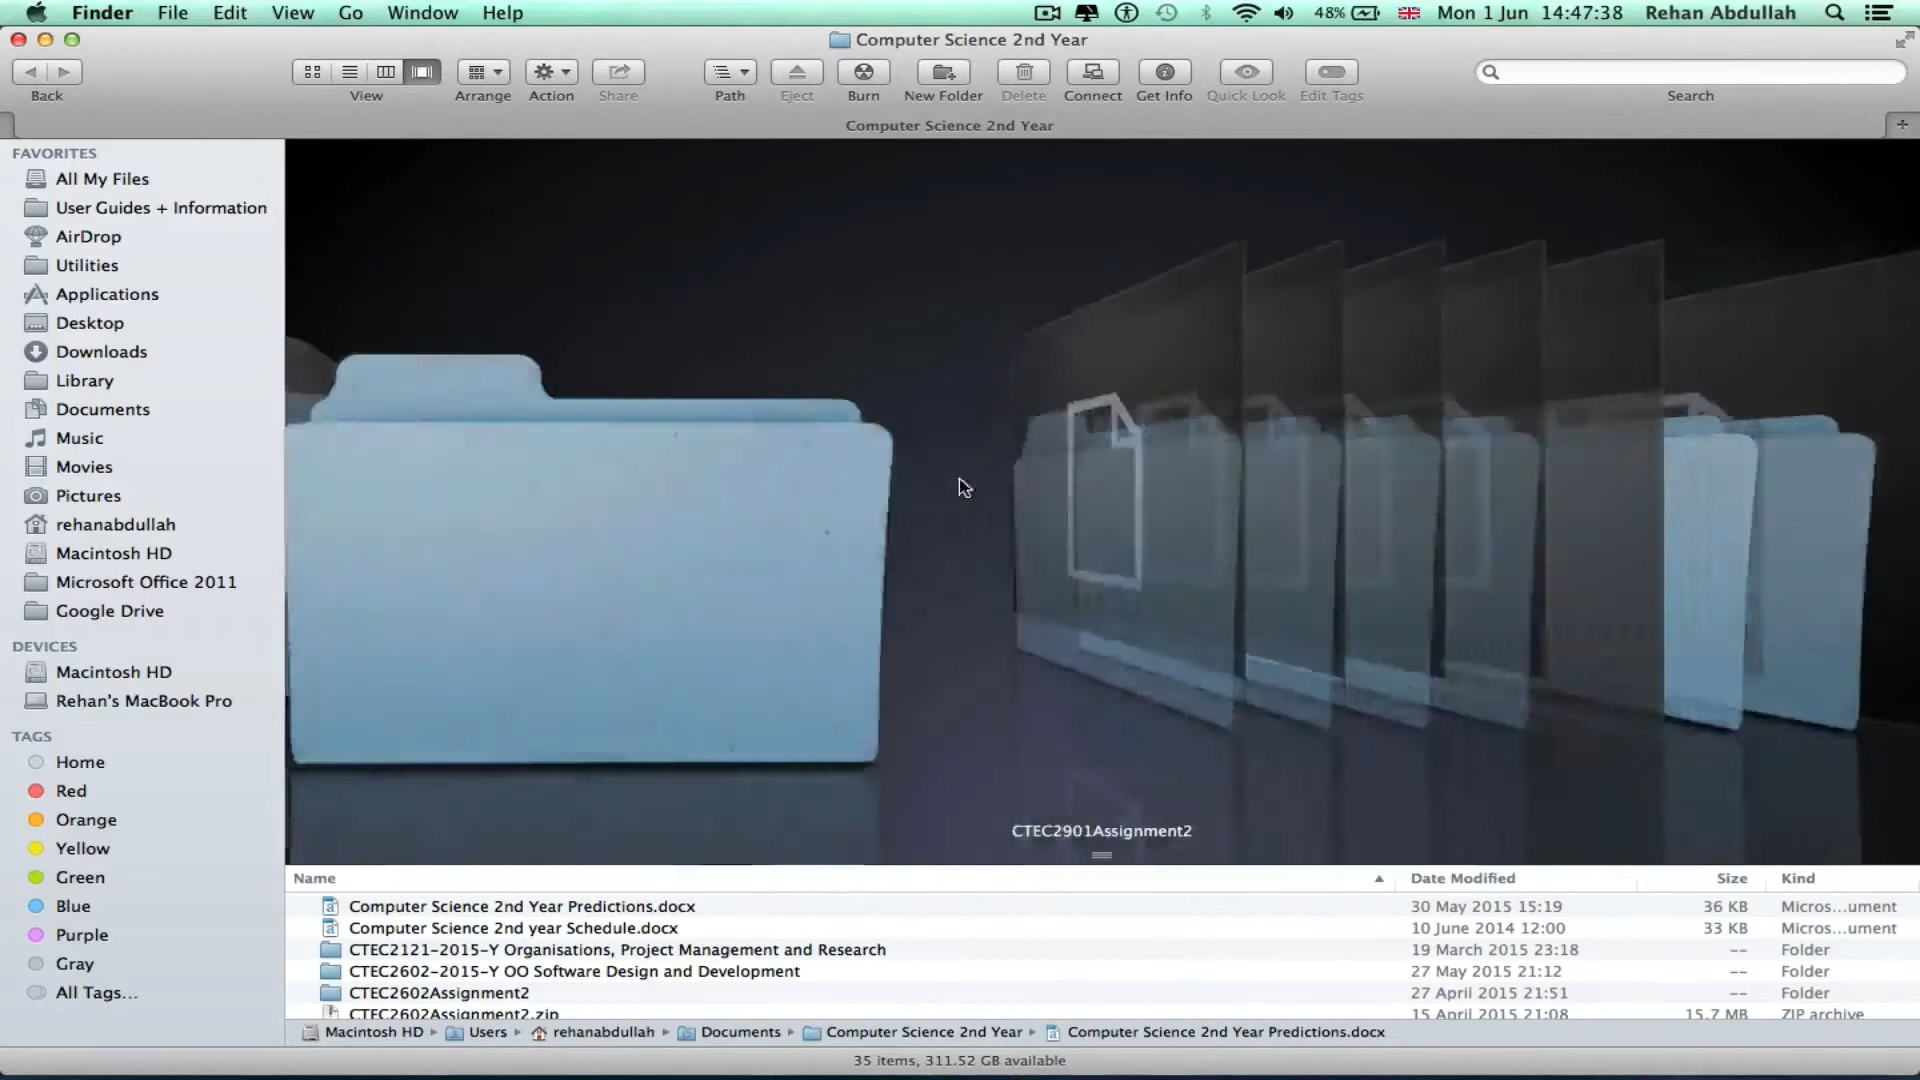 Finder File Edit View Go Window Help 48% Mon 1 Jun 14:47:38 Rehan Abdullah
Computer Science 2nd Year
Back View Arrange Action Share Path Eject Burn New Folder Delete Connect Get Info Quick Look Edit Tags Search
Computer Science 2nd Year
FAVORITES
All My Files
User Guides + Information
AirDrop
Utilities
Applications
Desktop
Downloads
Library
Documents
Music
Movies
Pictures
rehanabdullah
Macintosh HD
Microsoft Office 2011
Google Drive
DEVICES
Macintosh HD
Rehan's MacBook Pro
TAGS
Home
Red
Orange
Yellow
Green
Blue
Purple
Gray
All Tags...
CTEC2901Assignment2
Name Date Modified Size Kind
Computer Science 2nd Year Predictions.docx 30 May 2015 15:19 36 KB Micros...ument
Computer Science 2nd year Schedule.docx 10 June 2014 12:00 33 KB Micros...ument
CTEC2121-2015-Y Organisations, Project Management and Research 19 March 2015 23:18 -- Folder
CTEC2602-2015-Y OO Software Design and Development 27 May 2015 21:12 -- Folder
CTEC2602Assignment2 27 April 2015 21:51 -- Folder
CTEC2602Assignment2.zip 15 April 2015 21:08 15.7 MB ZIP archive
Macintosh HD Users rehanabdullah Documents Computer Science 2nd Year Computer Science 2nd Year Predictions.docx
35 items, 311.52 GB available